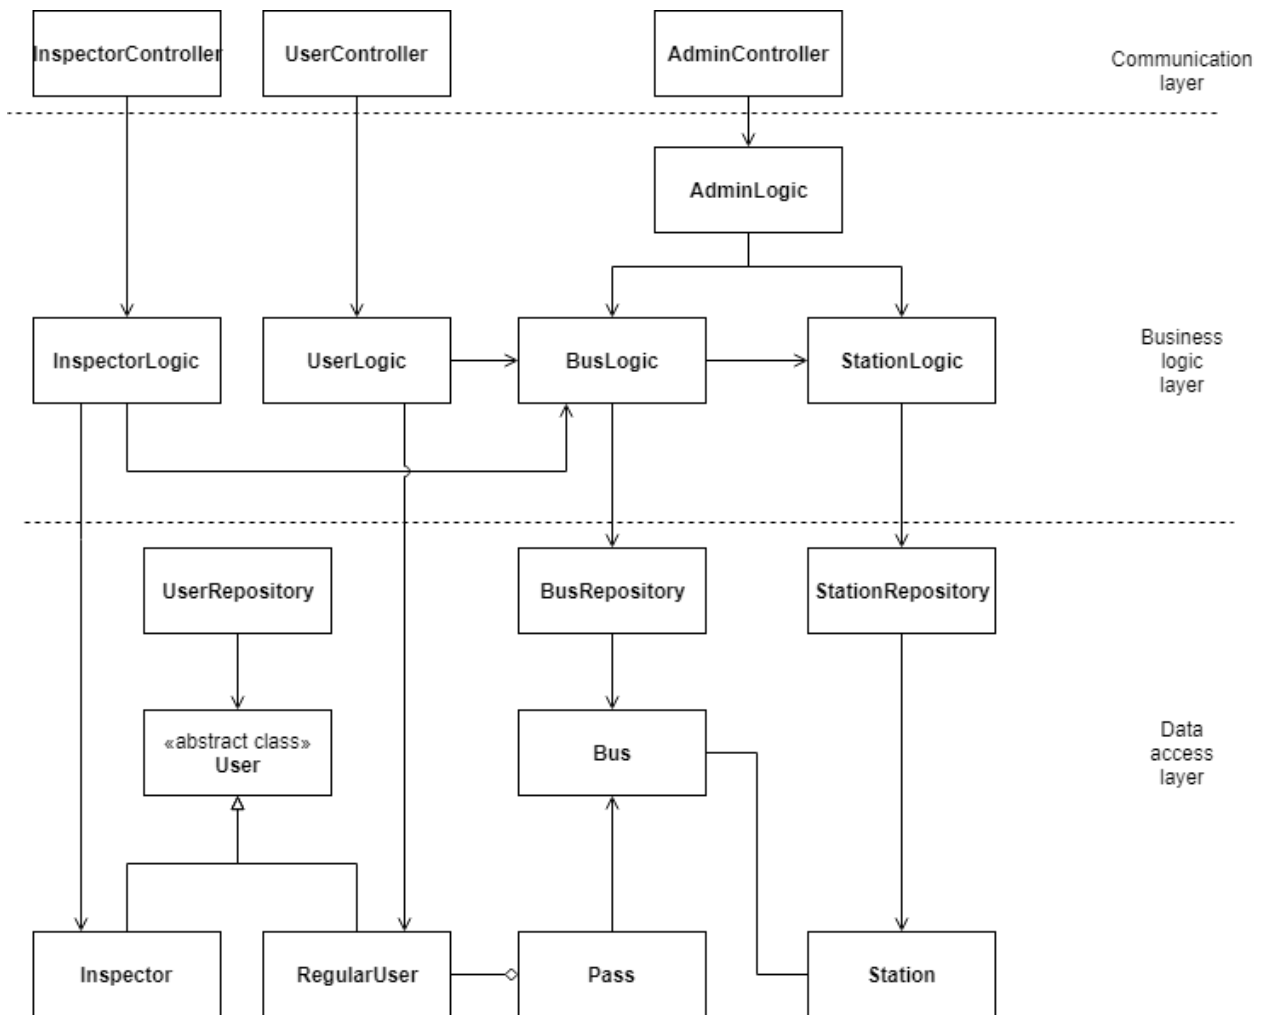 InspectorController
UserController
AdminController
Communication
layer
AdminLogic
InspectorLogic
UserLogic
BusLogic
StationLogic
Business
logic
layer
UserRepository
BusRepository
StationRepository
«abstract class»
User
Bus
Data
access
layer
Inspector
RegularUser
Pass
Station